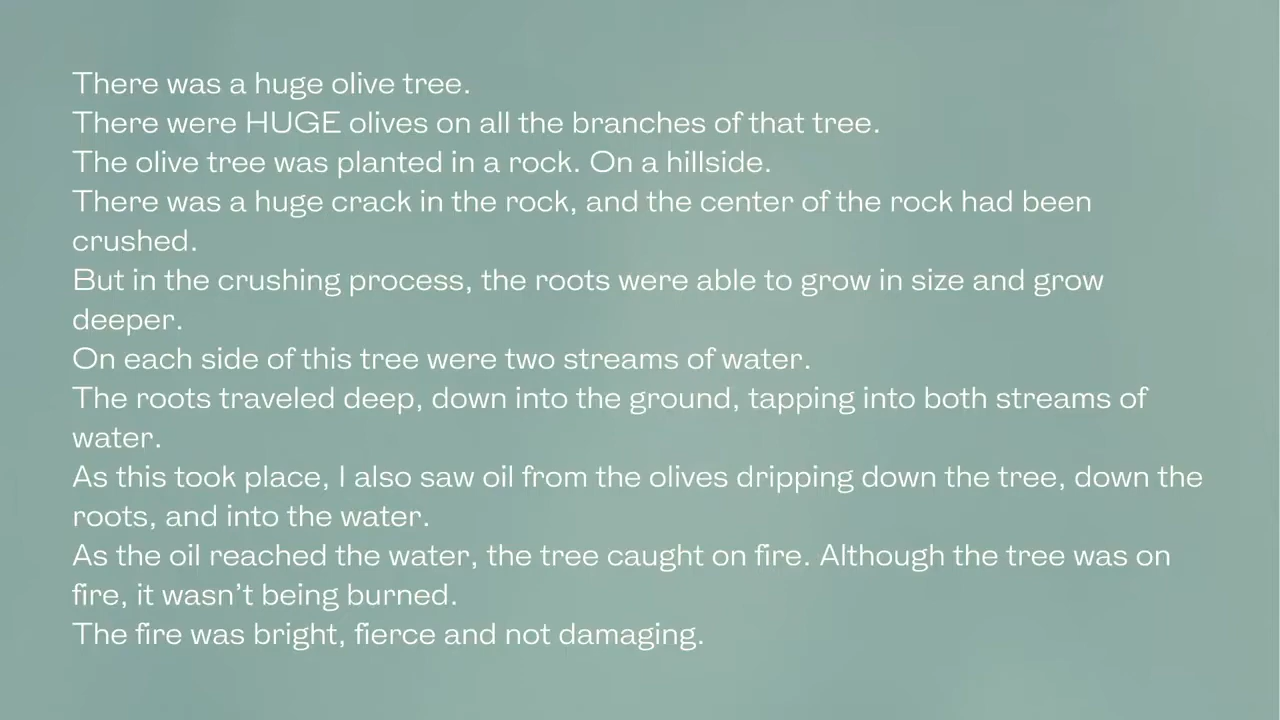 There was a huge olive tree.
There were HUGE olives on all the branches of that tree.
The olive tree was planted in a rock. On a hillside.
There was a huge crack in the rock, and the center of the rock had been
crushed.
But in the crushing process, the roots were able to grow in size and grow
deeper.
On each side of this tree were two streams of water.
The roots traveled deep, down into the ground, tapping into both streams of
water.
As this took place, I also saw oil from the olives dripping down the tree, down the
roots, and into the water.
As the oil reached the water, the tree caught on fire. Although the tree was on
fire, it wasn’t being burned.
The fire was bright, fierce and not damaging.